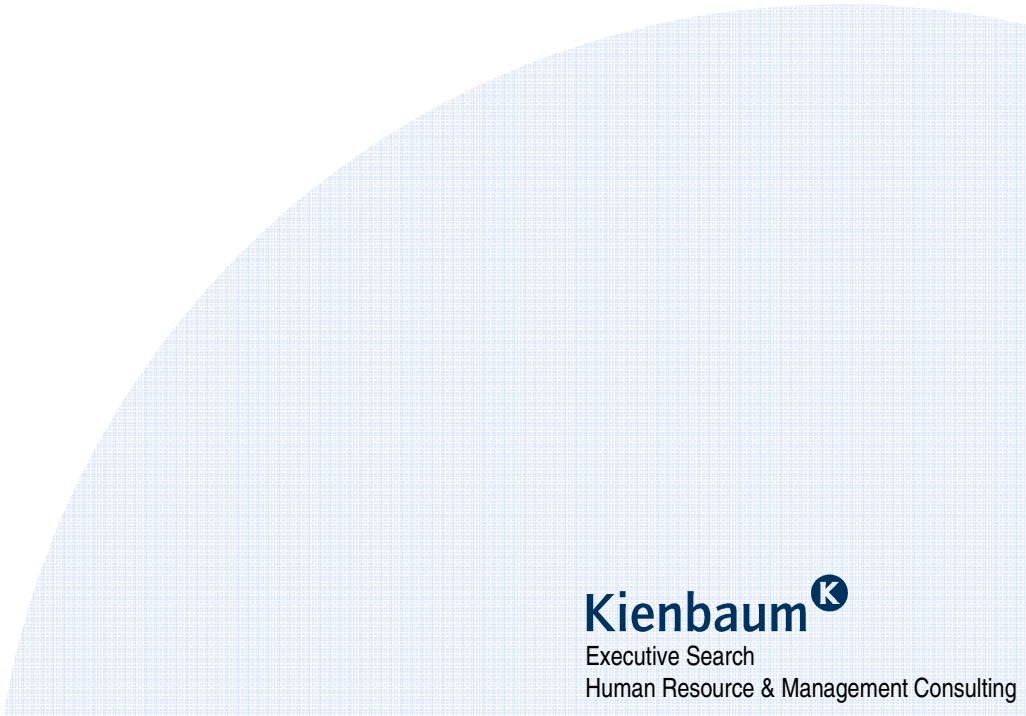 Kienbaum K
Executive Search
Human Resource & Management Consulting